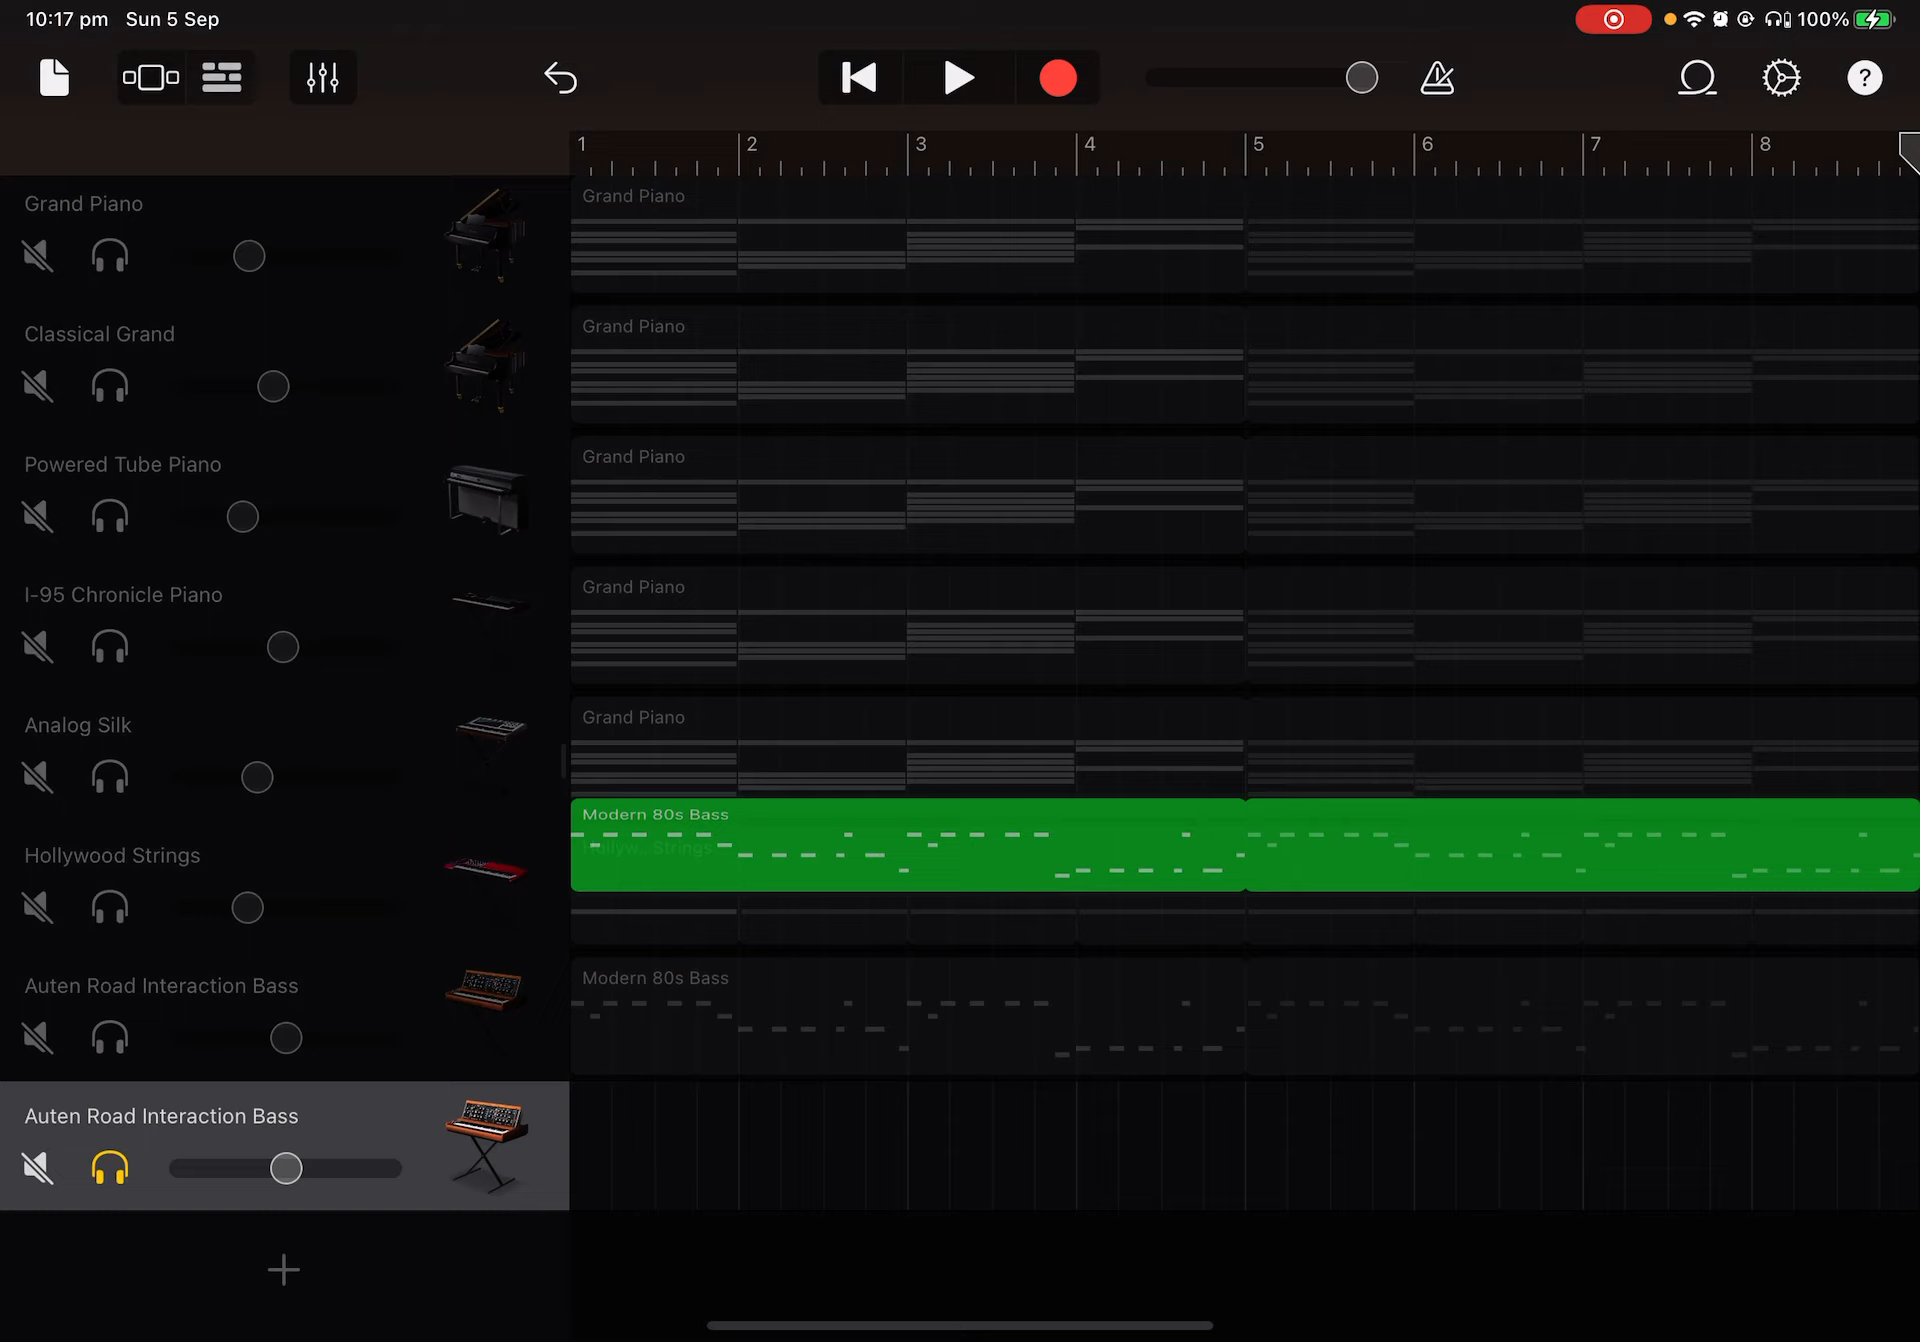 10:17 pm Sun 5 Sep
100%
?
1 2 3 4 5 6 7 8
Grand Piano
Grand Piano
Classical Grand
Grand Piano
Powered Tube Piano
Grand Piano
I-95 Chronicle Piano
Grand Piano
Analog Silk
Grand Piano
Modern 80s Bass
Hollyw... Strings
Hollywood Strings
Auten Road Interaction Bass
Modern 80s Bass
Auten Road Interaction Bass